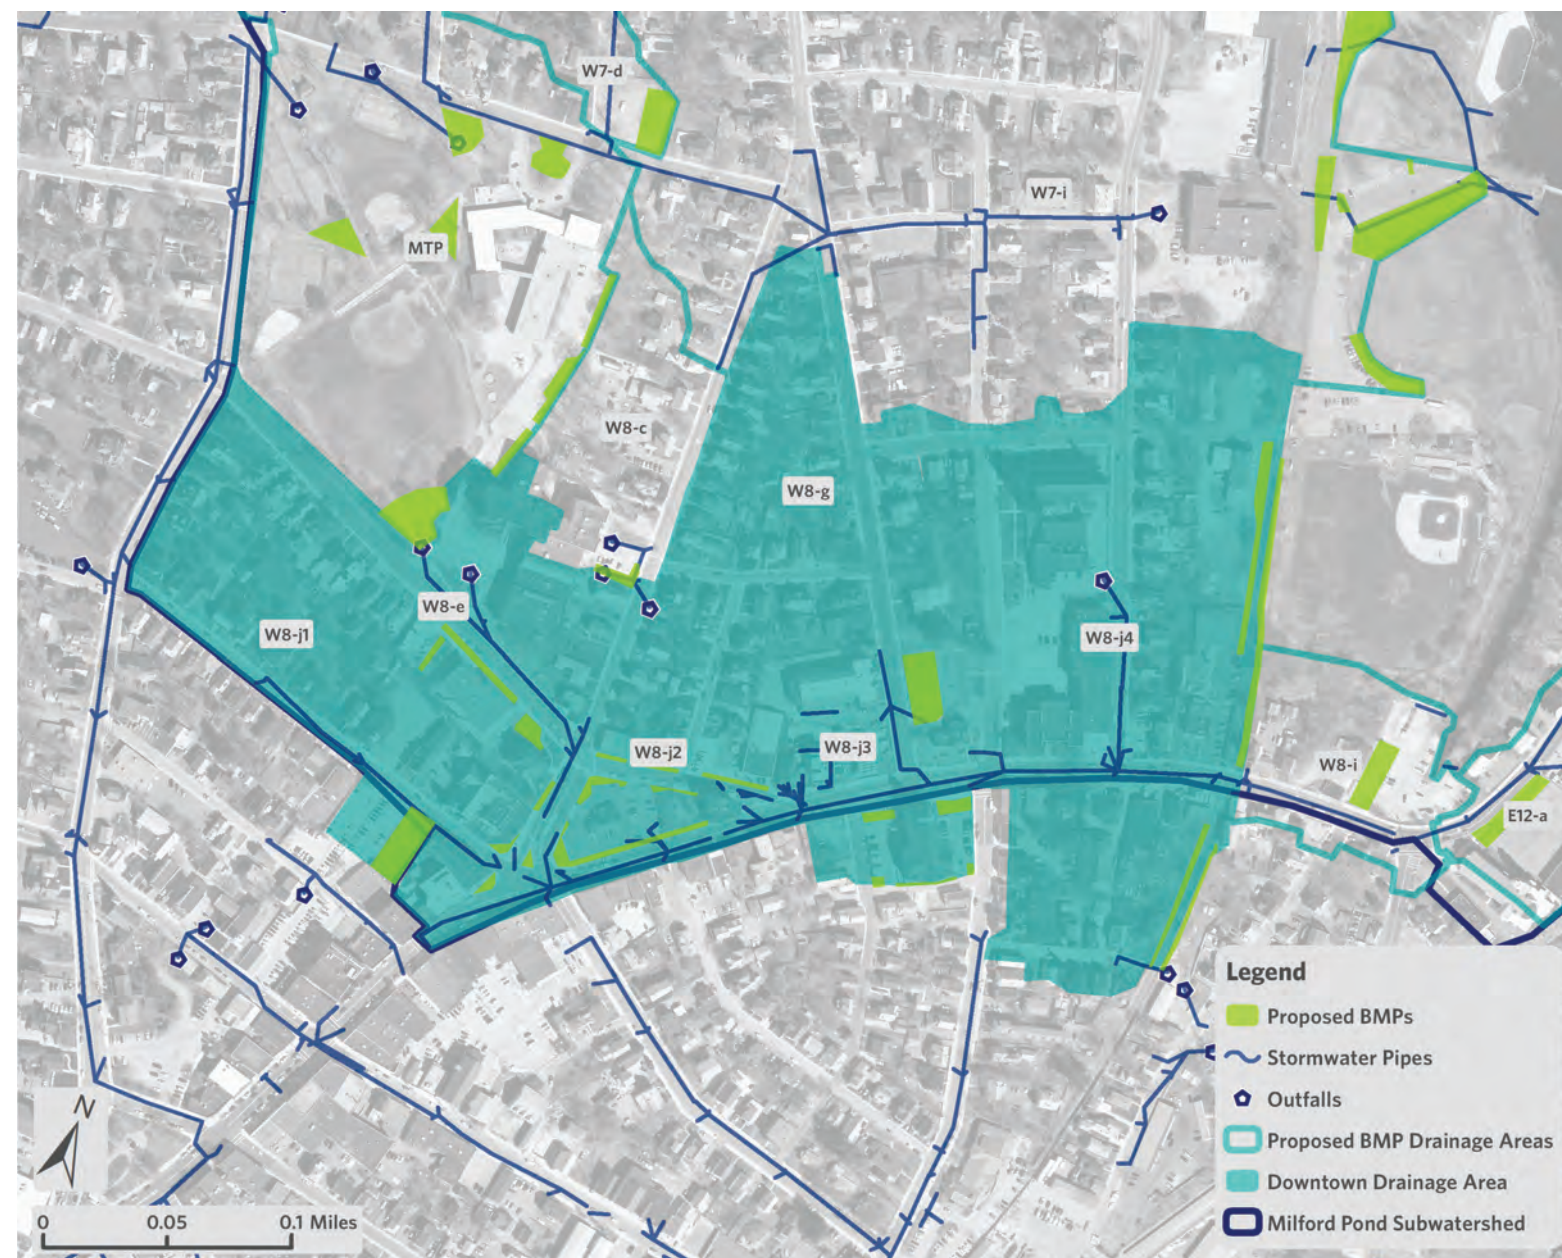 W7-d
W7-i
MTP
W8-c
W8-g
W8-e
W8-j1
W8-j4
W8-j2
W8-j3
W8-i
E12-a
Legend
Proposed BMPs
Stormwater Pipes
Outfalls
Proposed BMP Drainage Areas
Downtown Drainage Area
Milford Pond Subwatershed
N
0 0.05 0.1 Miles